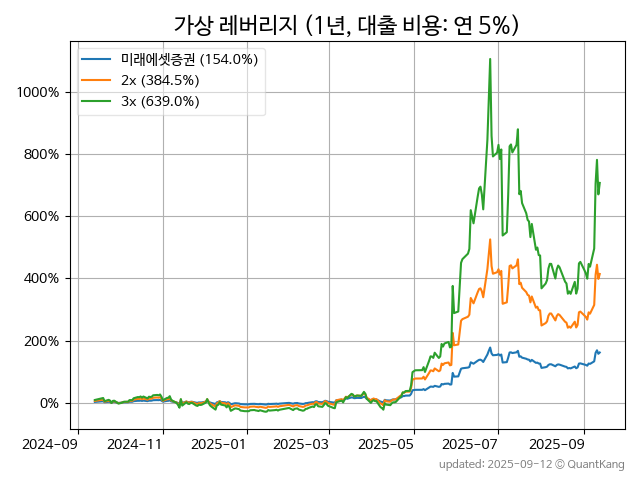 가상 레버리지 (1년, 대출 비용: 연 5%)
미래에셋증권 (154.0%)
2x (384.5%)
3x (639.0%)
1000%
800%
600%
400%
200%
0%
2024-09 2024-11 2025-01 2025-03 2025-05 2025-07 2025-09
updated: 2025-09-12 © QuantKang